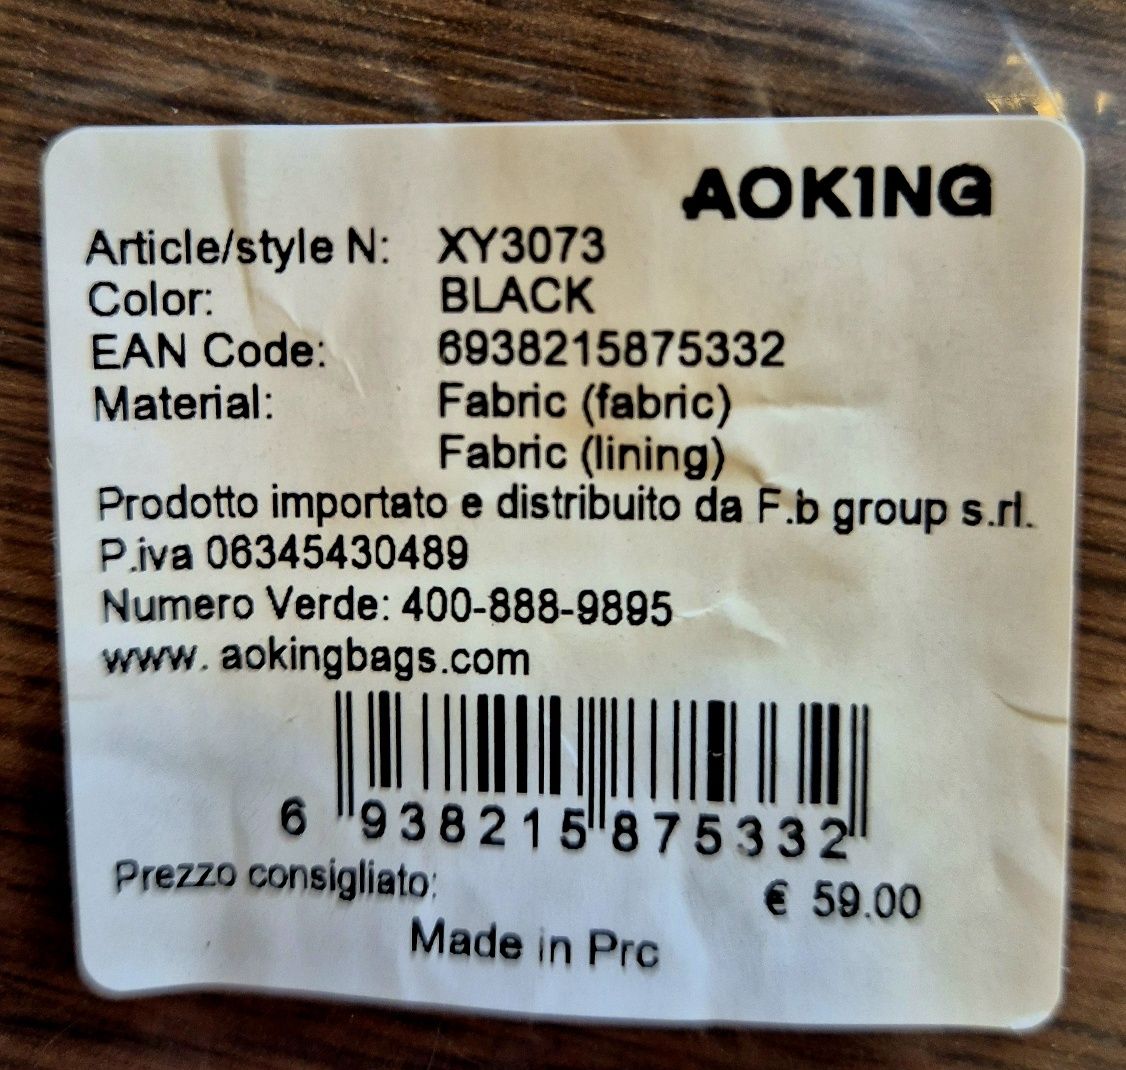 AOKING
Article/style N: XY3073
Color: BLACK
EAN Code: 6938215875332
Material: Fabric (fabric)
Fabric (lining)
Prodotto importato e distribuito da F.b group s.rl.
P.iva 06345430489
Numero Verde: 400-888-9895
www. aokingbags.com
6 938215 875332
Prezzo consigliato: € 59.00
Made in Prc